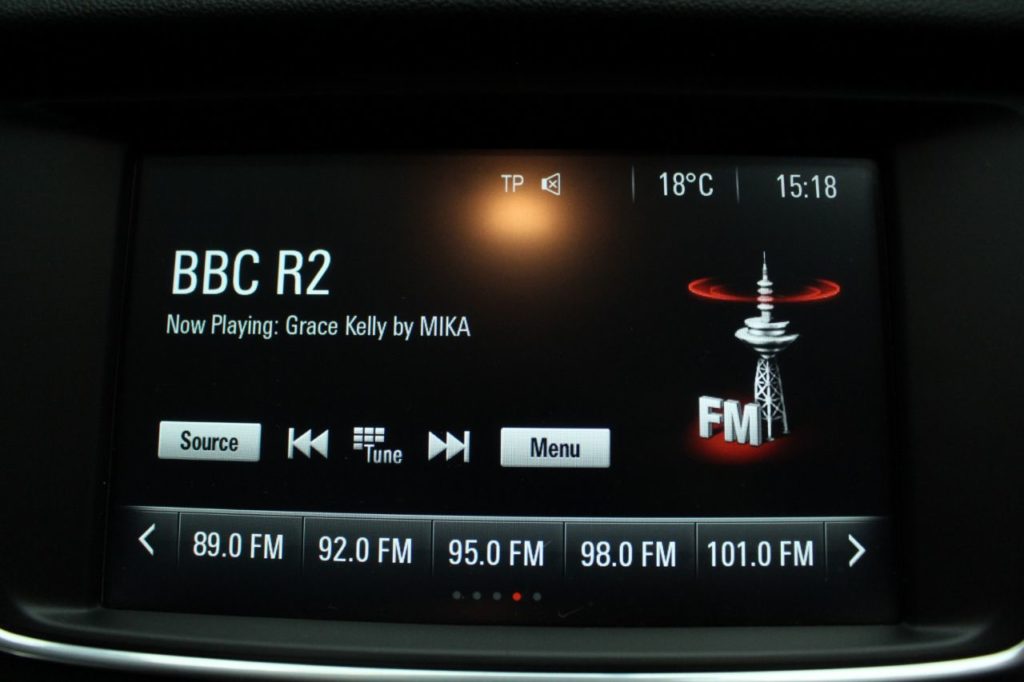 TP 18°C 15:18
BBC R2
Now Playing: Grace Kelly by MIKA
FM
Source Tune Menu
89.0 FM 92.0 FM 95.0 FM 98.0 FM 101.0 FM